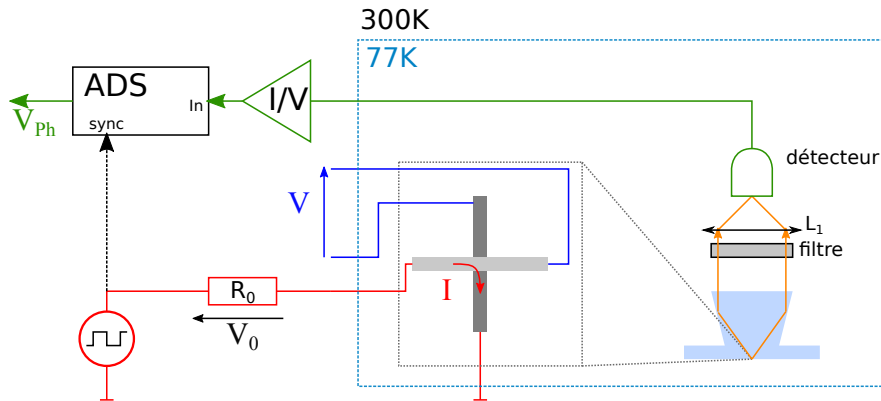 300K
77K
ADS
I/V
In
sync
V_Ph
détecteur
L₁
filtre
V
I
R₀
V₀